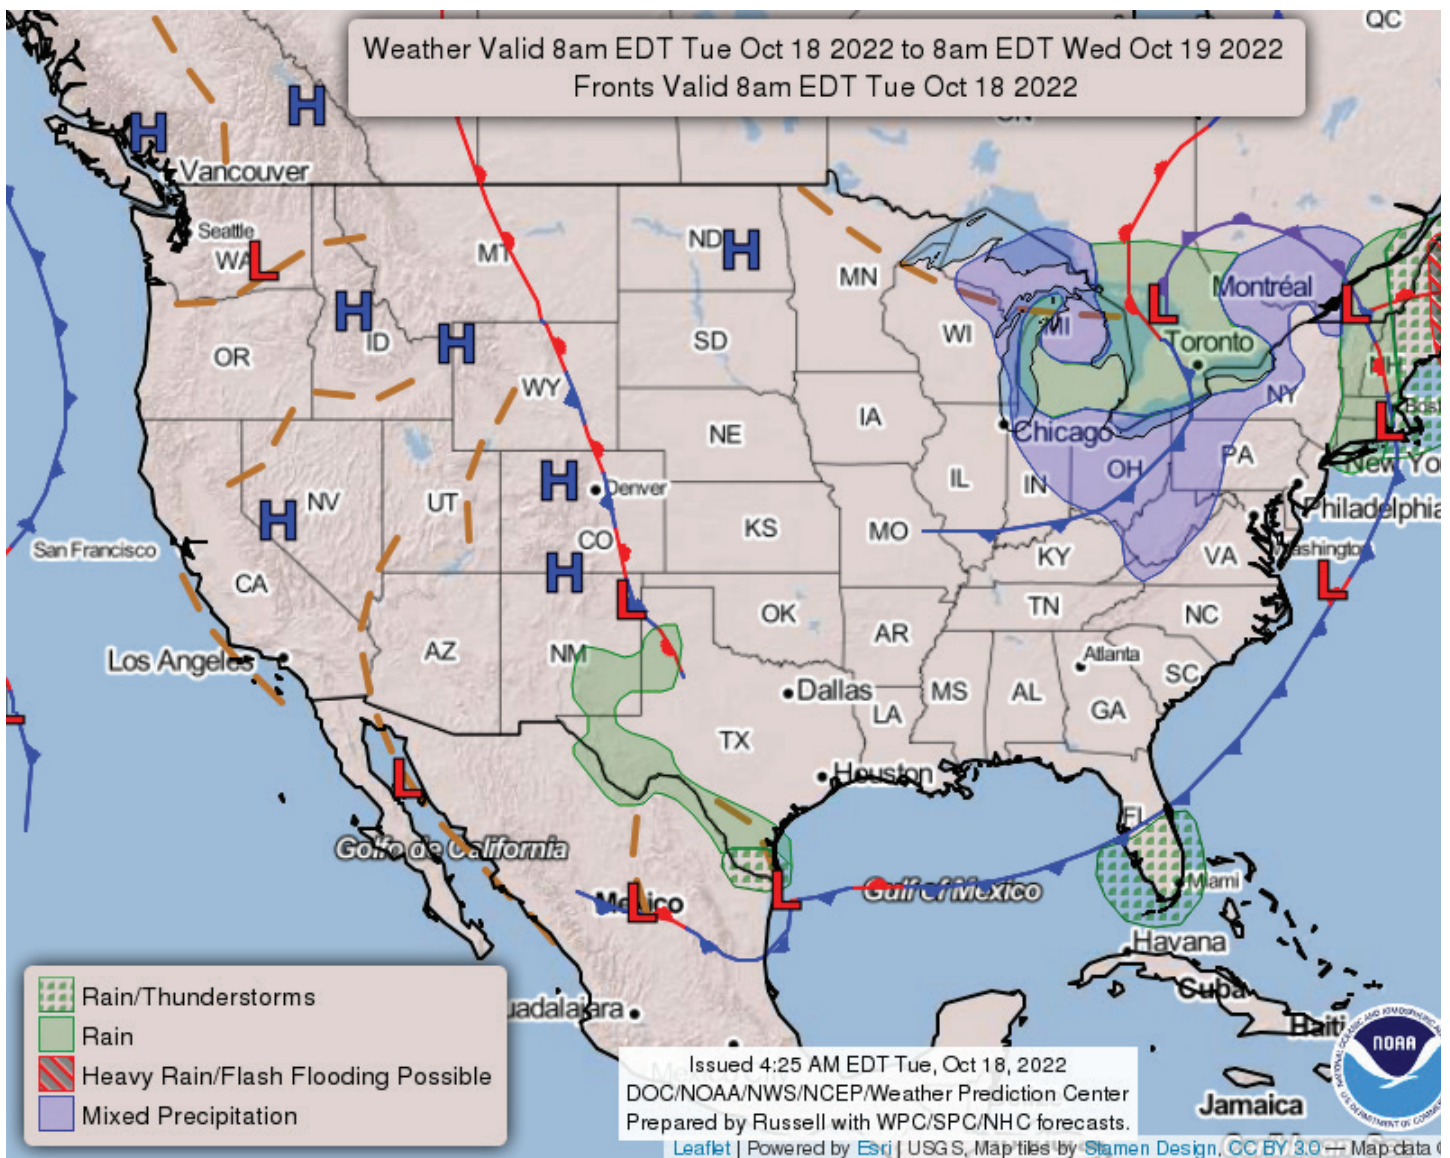 QC
Weather Valid 8am EDT Tue Oct 18 2022 to 8am EDT Wed Oct 19 2022
Fronts Valid 8am EDT Tue Oct 18 2022
H
H
Vancouver
Seattle
WA
L
MT
ND
H
MN
Montréal
L
L
H
ID
H
OR
WY
SD
WI
MI
Toronto
NH
NY
L
Bost
IA
NE
Chicago
PA
New Yo
H
Denver
NV
UT
H
IL
IN
OH
Philadelphia
San Francisco
CO
KS
MO
KY
VA
Washington
CA
H
L
L
OK
TN
NC
AZ
NM
AR
Atlanta
SC
Los Angeles
Dallas
MS
AL
GA
LA
L
TX
Houston
L
FL
Golfo de California
Mexico
L
L
Gulf of Mexico
Miami
Havana
Cuba
Haiti
Jamaica
uadalajara
Rain/Thunderstorms
Rain
Heavy Rain/Flash Flooding Possible
Mixed Precipitation
Issued 4:25 AM EDT Tue, Oct 18, 2022
DOC/NOAA/NWS/NCEP/Weather Prediction Center
Prepared by Russell with WPC/SPC/NHC forecasts.
NOAA
Leaflet | Powered by Esri | USGS, Map tiles by Stamen Design, CC BY 3.0 — Map data